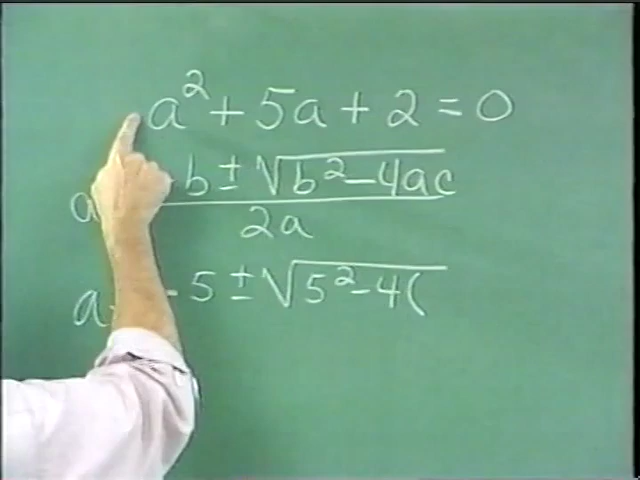 a² + 5a + 2 = 0
a -b ± √b² - 4ac
2a
a = -5 ± √5² - 4(